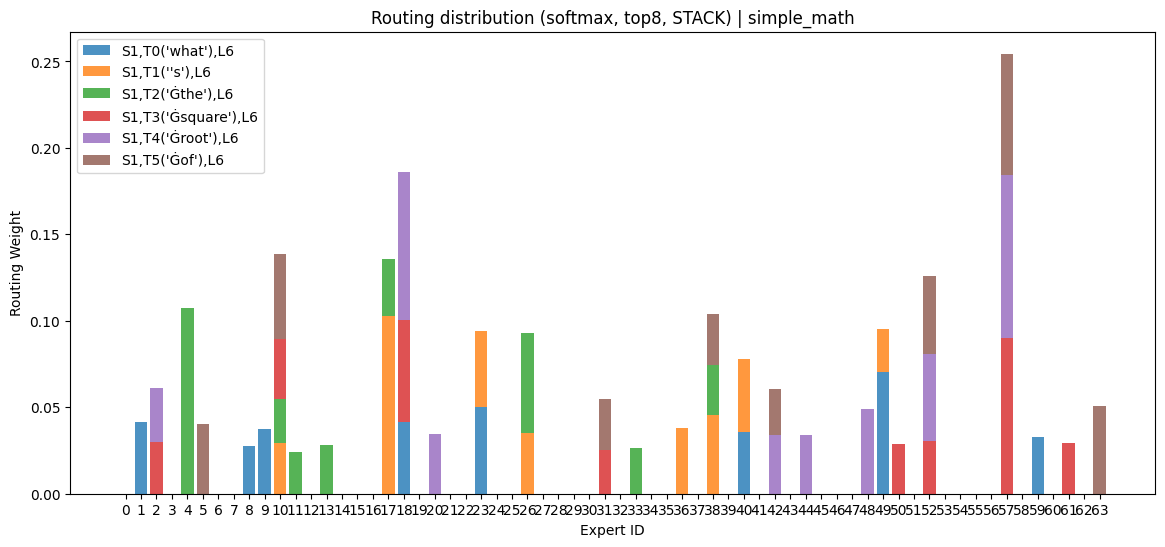 Routing distribution (softmax, top8, STACK) | simple_math
S1,T0('what'),L6
S1,T1(''s'),L6
S1,T2('Ġthe'),L6
S1,T3('Ġsquare'),L6
S1,T4('Ġroot'),L6
S1,T5('Ġof'),L6
0.25
0.20
0.15
0.10
0.05
0.00
Routing Weight
0 1 2 3 4 5 6 7 8 9 10 11 12 13 14 15 16 17 18 19 20 21 22 23 24 25 26 27 28 29 30 31 32 33 34 35 36 37 38 39 40 41 42 43 44 45 46 47 48 49 50 51 52 53 54 55 56 57 58 59 60 61 62 63
Expert ID